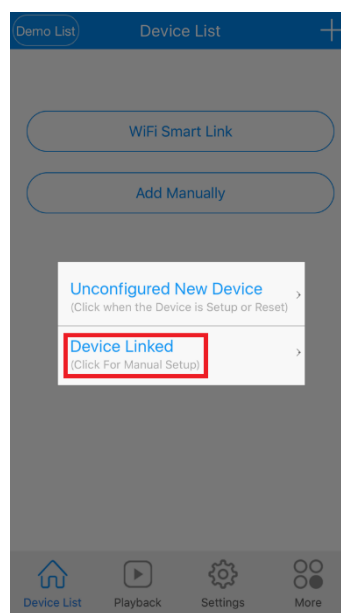 Demo List
Device List
WiFi Smart Link
Add Manually
Unconfigured New Device
(Click when the Device is Setup or Reset)
Device Linked
(Click For Manual Setup)
Device List
Playback
Settings
More